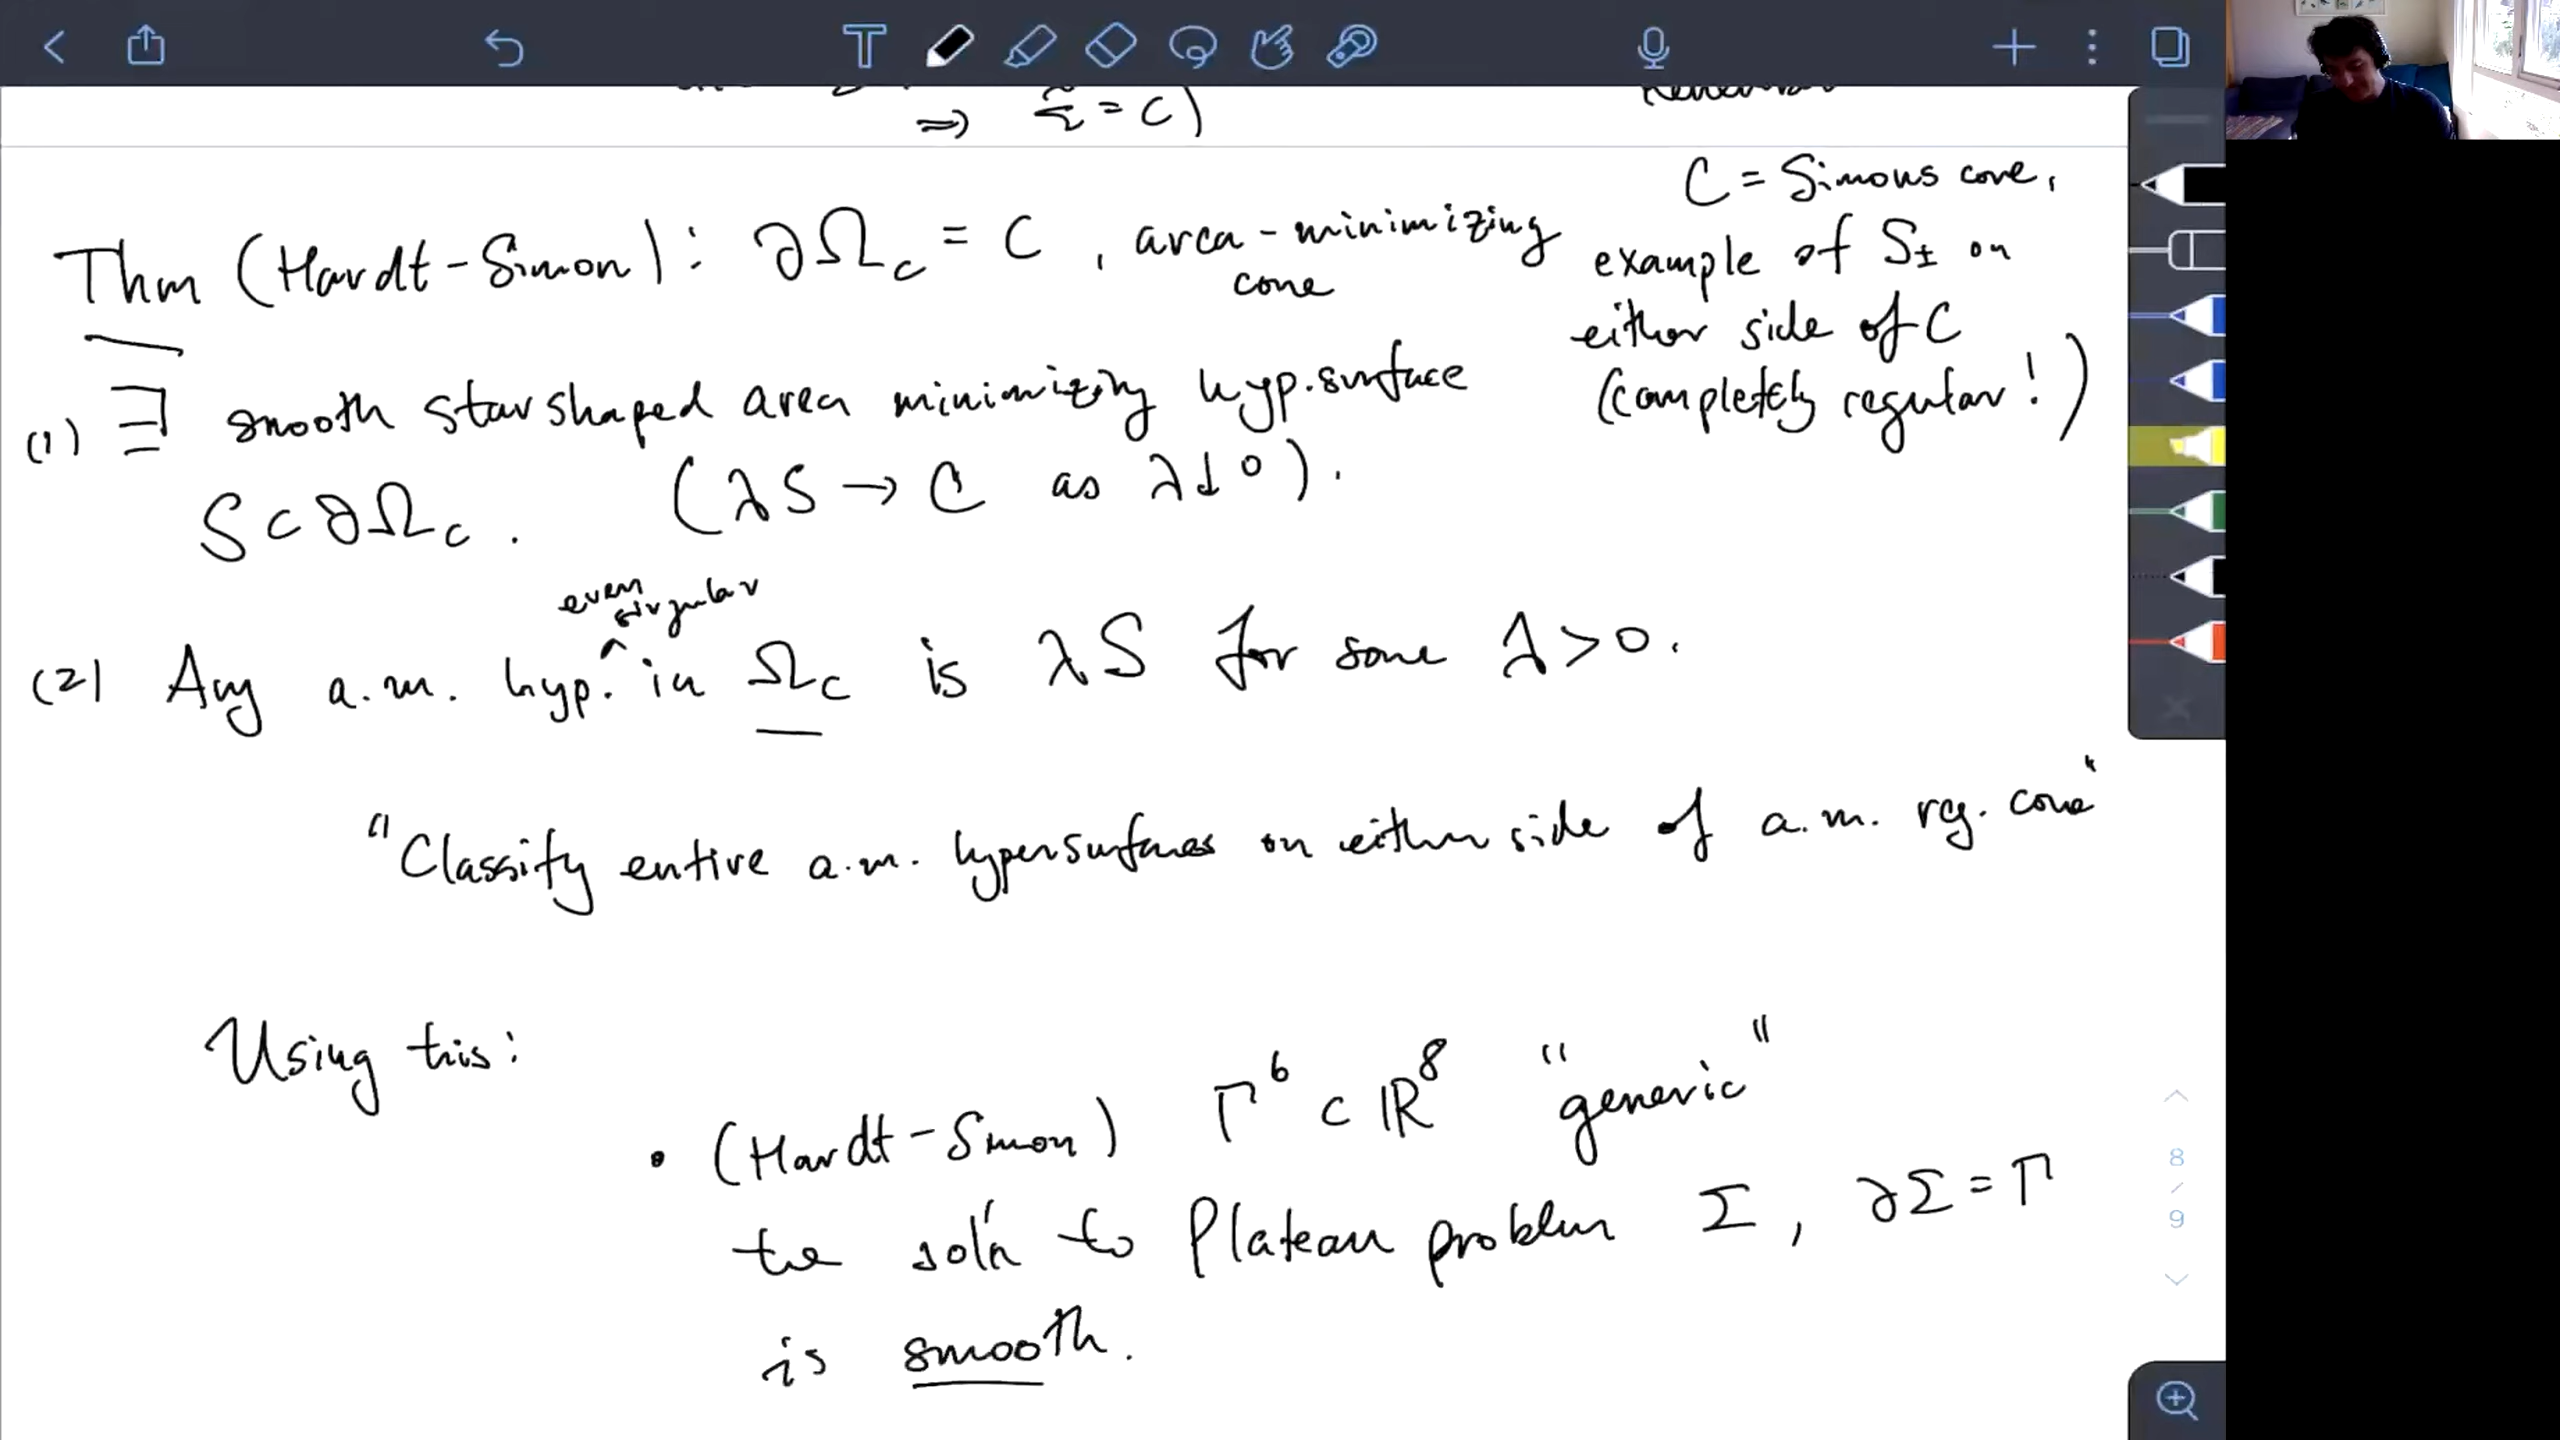 ⇒ Σ̃ = C)
C = Simons cone,
example of S± on
either side of C
(completely regular!)
Thm (Hardt-Simon): ∂Ω_c = C, area-minimizing
cone
(1) ∃ smooth starshaped area minimizing hyp.surface
S ⊂ ∂Ω_c. (λS → C as λ↓0).
even
singular
(2) Any a.m. hyp.^ in Ω_c is λS for some λ>0.
"Classify entire a.m. hypersurfaces on either side of a.m. reg. cone"
Using this:
• (Hardt-Simon) Γ⁶ ⊂ ℝ⁸ "generic"
the sol'n to Plateau problem Σ, ∂Σ = Γ
is smooth.
8
/
9